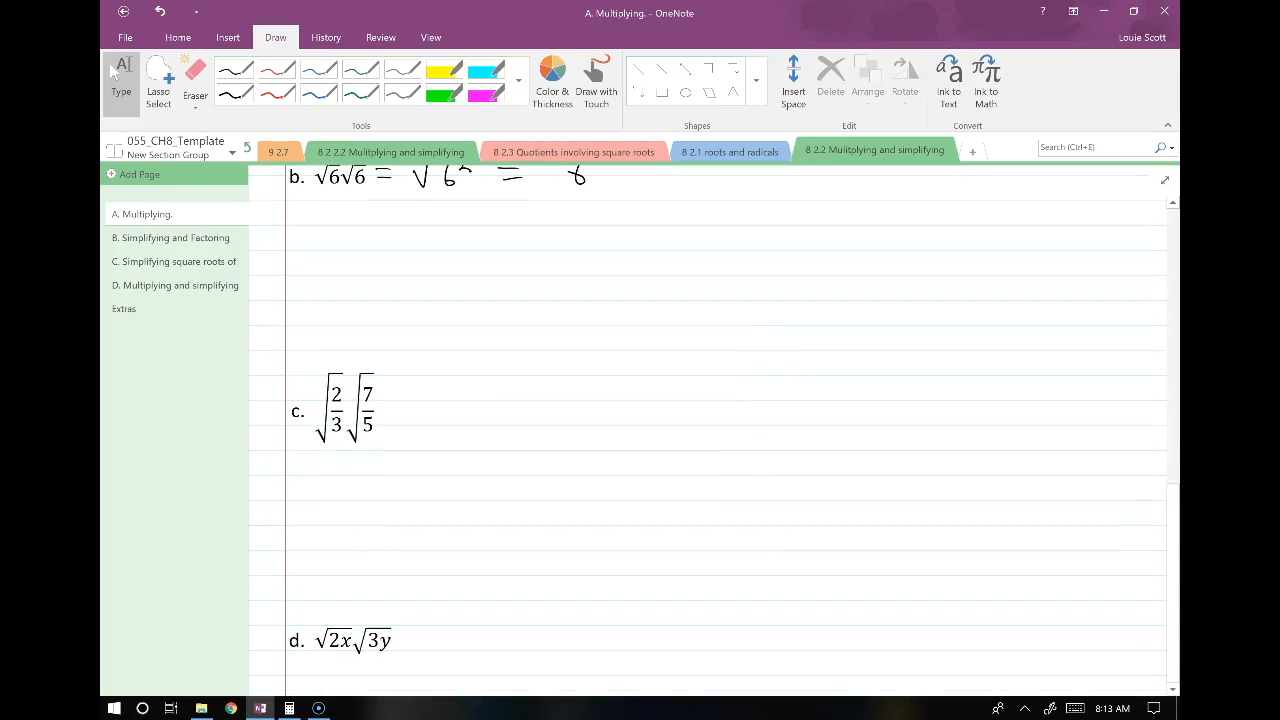 A. Multiplying. - OneNote
?
File Home Insert Draw History Review View
Louie Scott
Type
Lasso
Select
Eraser
Color &
Thickness
Draw with
Touch
Insert
Space
Delete
Arrange
Rotate
Ink to
Text
Ink to
Math
Tools
Shapes
Edit
Convert
055_CH8_Template
New Section Group
9.2.7
8 2.2.2 Mulitplying and simplifying
8 2.3 Quotients involving square roots
8 2.1 roots and radicals
8 2.2 Mulitplying and simplifying
Search (Ctrl+E)
Add Page
A. Multiplying.
B. Simplifying and Factoring
C. Simplifying square roots of
D. Multiplying and simplifying
Extras
b. √6√6 = √6² = 6
c. √(2/3) √(7/5)
d. √2x√3y
8:13 AM